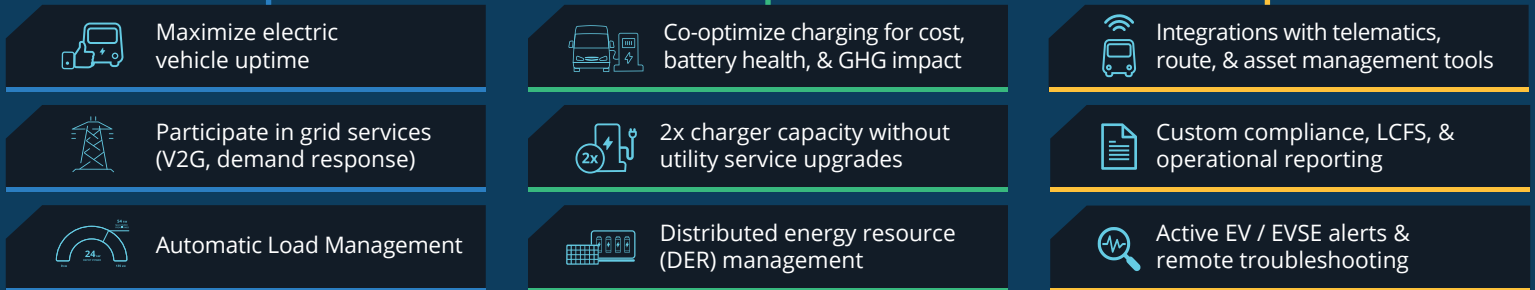 Maximize electric
vehicle uptime
Participate in grid services
(V2G, demand response)
24
Automatic Load Management
Co-optimize charging for cost,
battery health, & GHG impact
2x
2x charger capacity without
utility service upgrades
Distributed energy resource
(DER) management
Integrations with telematics,
route, & asset management tools
Custom compliance, LCFS, &
operational reporting
Active EV / EVSE alerts &
remote troubleshooting